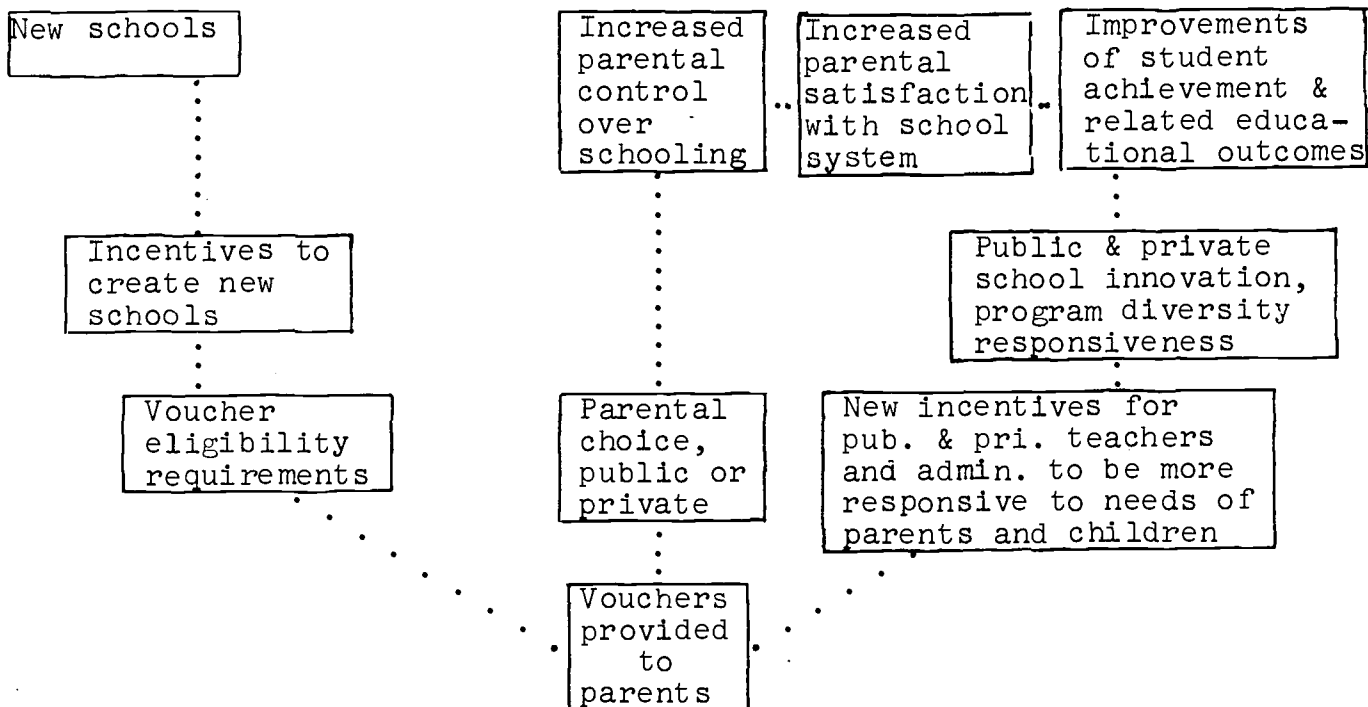 New schools
Increased
parental
control
over
schooling
Increased
parental
satisfaction
with school
system
Improvements
of student
achievement &
related educa-
tional outcomes
Incentives to
create new
schools
Public & private
school innovation,
program diversity
responsiveness
Voucher
eligibility
requirements
Parental
choice,
public or
private
New incentives for
pub. & pri. teachers
and admin. to be more
responsive to needs of
parents and children
Vouchers
provided
to
parents